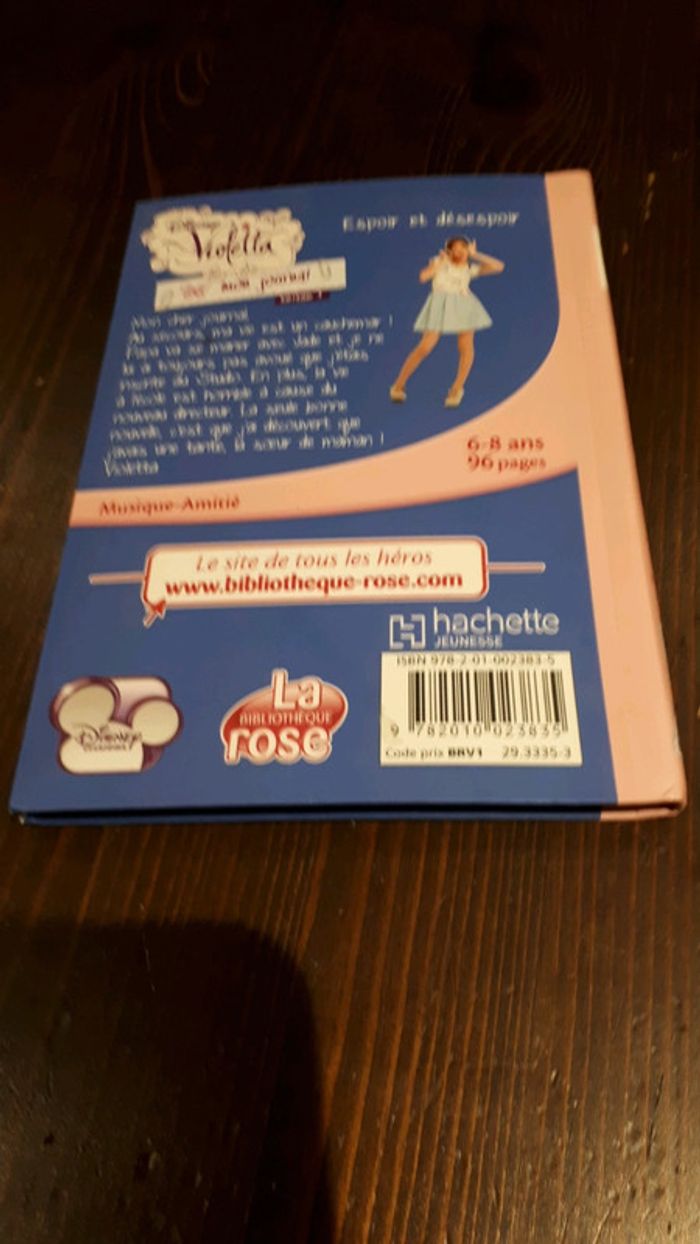 Disney
Violetta
mon journal
Saison 1
Espoir et désespoir
Mon cher journal
Au secours, ma vie est un cauchemar !
Papa va se marier avec Jade et je ne
lui ai toujours pas avoué que j'étais
inscrite au Studio. En plus, la vie
à l'école est horrible à cause du
nouveau directeur. La seule bonne
nouvelle, c'est que j'ai découvert que
j'avais une tante, la sœur de maman !
Violetta
6-8 ans
96 pages
Musique-Amitié
Le site de tous les héros
www.bibliotheque-rose.com
hachette
JEUNESSE
ISBN 978-2-01-002383-5
9 782010 023835
Code prix BRV1 29.3335-3
Disney
La
BIBLIOTHÈQUE
rose